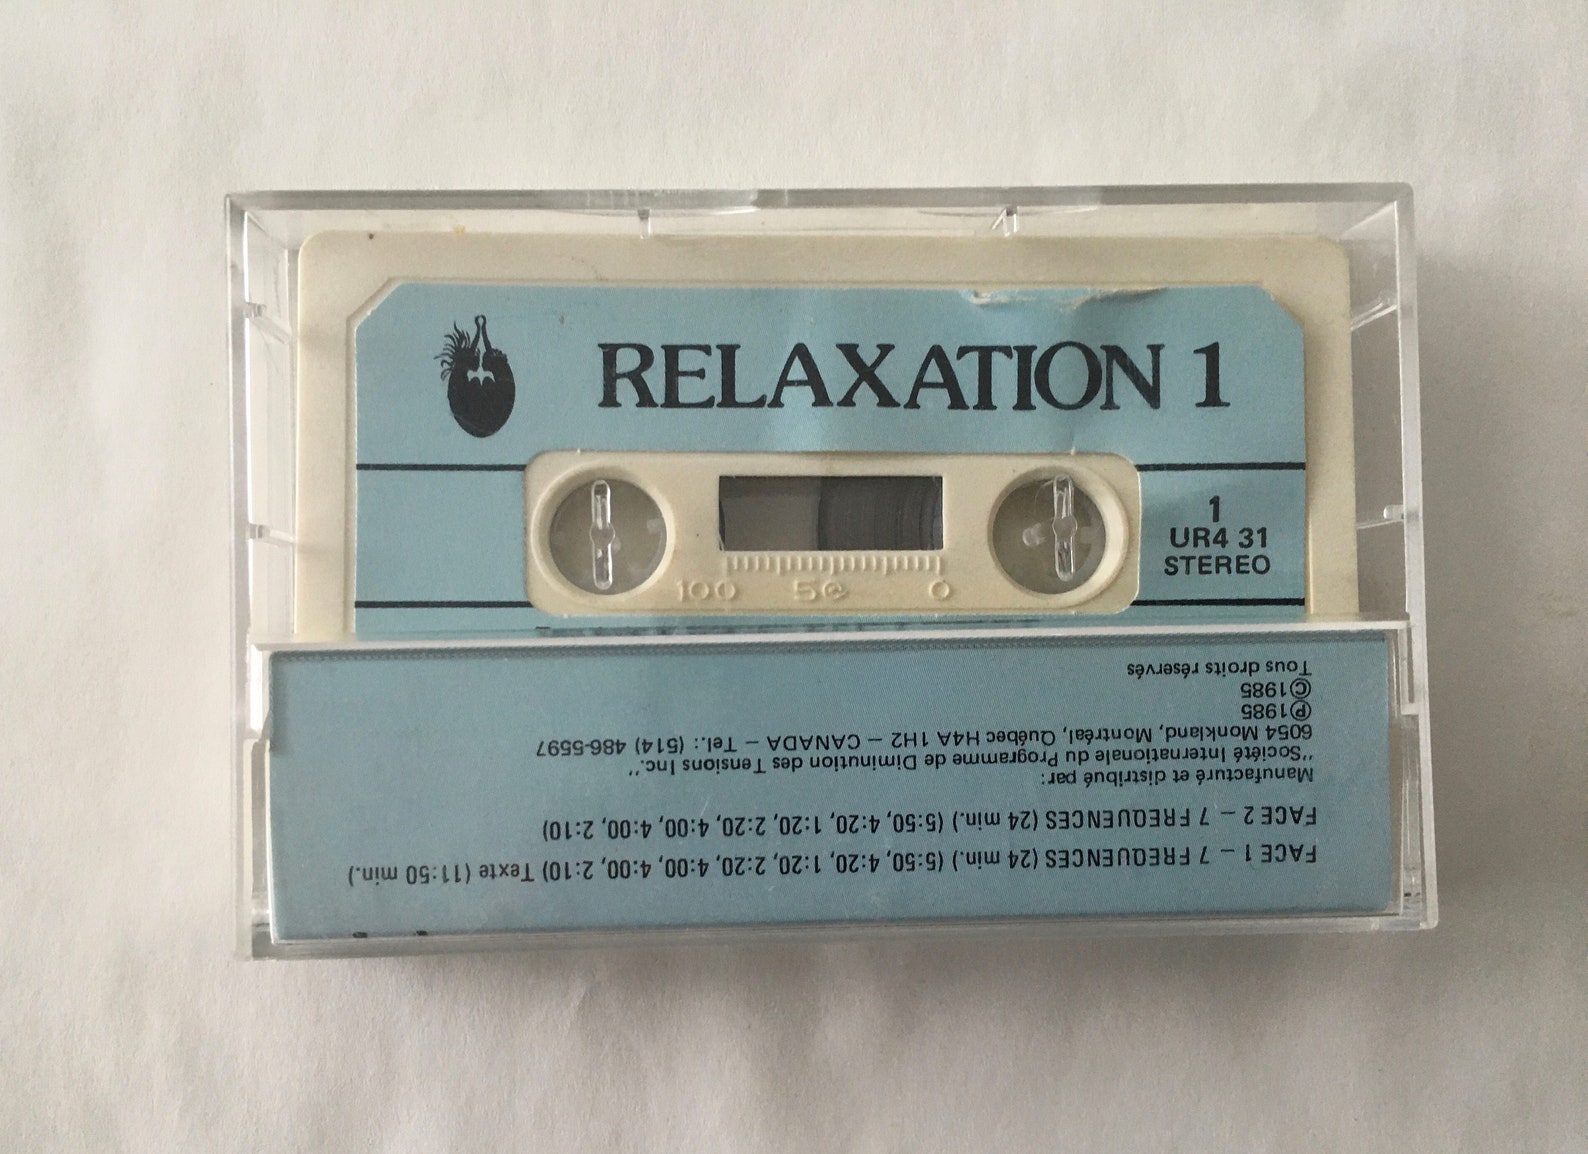 RELAXATION 1
1
UR4 31
STEREO
100 50 0
FACE 1 – 7 FREQUENCES (24 min.) (5:50, 4:20, 1:20, 2:20, 4:00, 4:00, 2:10) Texte (11:50 min.)
FACE 2 – 7 FREQUENCES (24 min.) (5:50, 4:20, 1:20, 2:20, 4:00, 4:00, 2:10)
Manufacturé et distribué par:
"Société Internationale du Programme de Diminution des Tensions Inc."
6054 Monkland, Montréal, Québec H4A 1H2 – CANADA – Tel.: (514) 486-5597
Ⓟ1985
©1985
Tous droits réservés